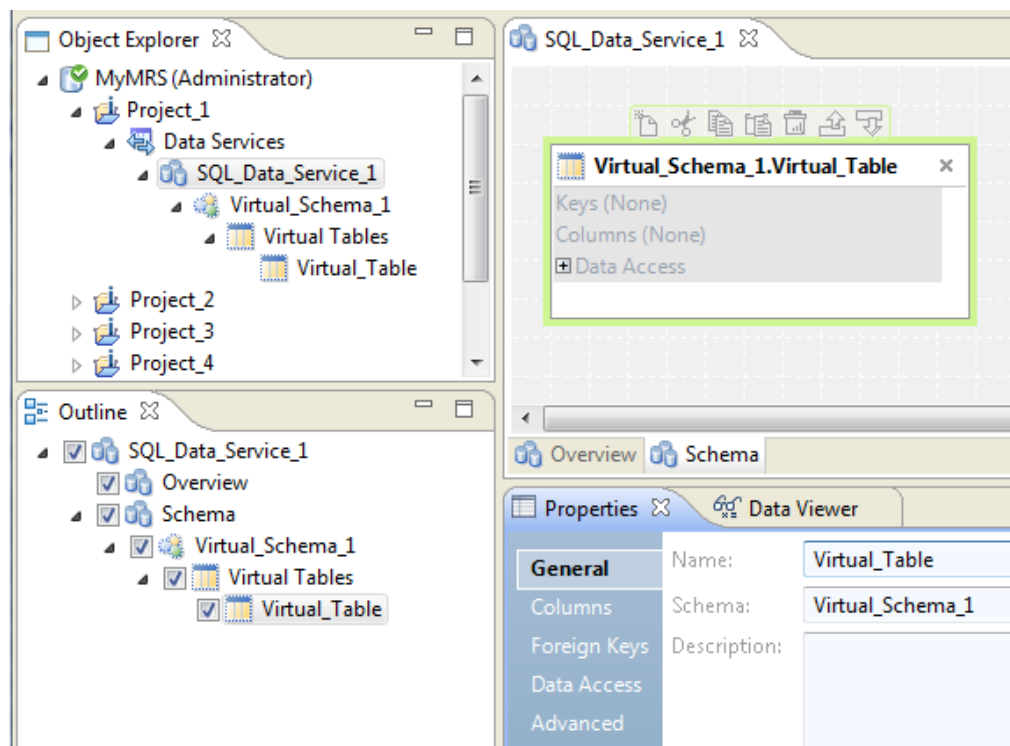 Object Explorer
MyMRS (Administrator)
Project_1
Data Services
SQL_Data_Service_1
Virtual_Schema_1
Virtual Tables
Virtual_Table
Project_2
Project_3
Project_4
Outline
SQL_Data_Service_1
Overview
Schema
Virtual_Schema_1
Virtual Tables
Virtual_Table
SQL_Data_Service_1
Virtual_Schema_1.Virtual_Table
Keys (None)
Columns (None)
Data Access
Overview Schema
Properties Data Viewer
General
Columns
Foreign Keys
Data Access
Advanced
Name: Virtual_Table
Schema: Virtual_Schema_1
Description: